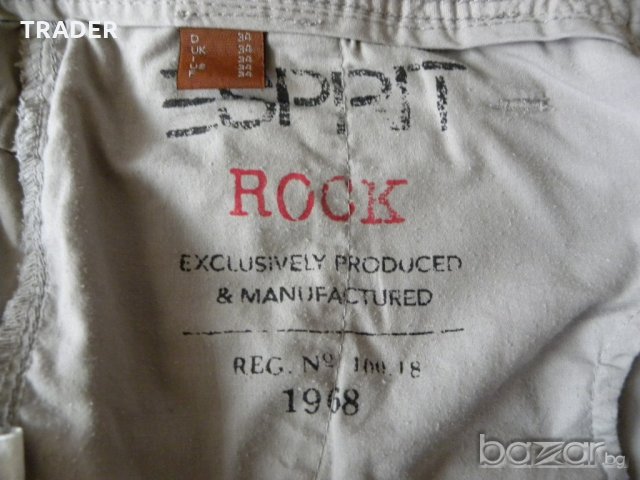 TRADER
ESPRIT
ROCK
EXCLUSIVELY PRODUCED
& MANUFACTURED
REG. Nº 100.18
1968
bazar.bg